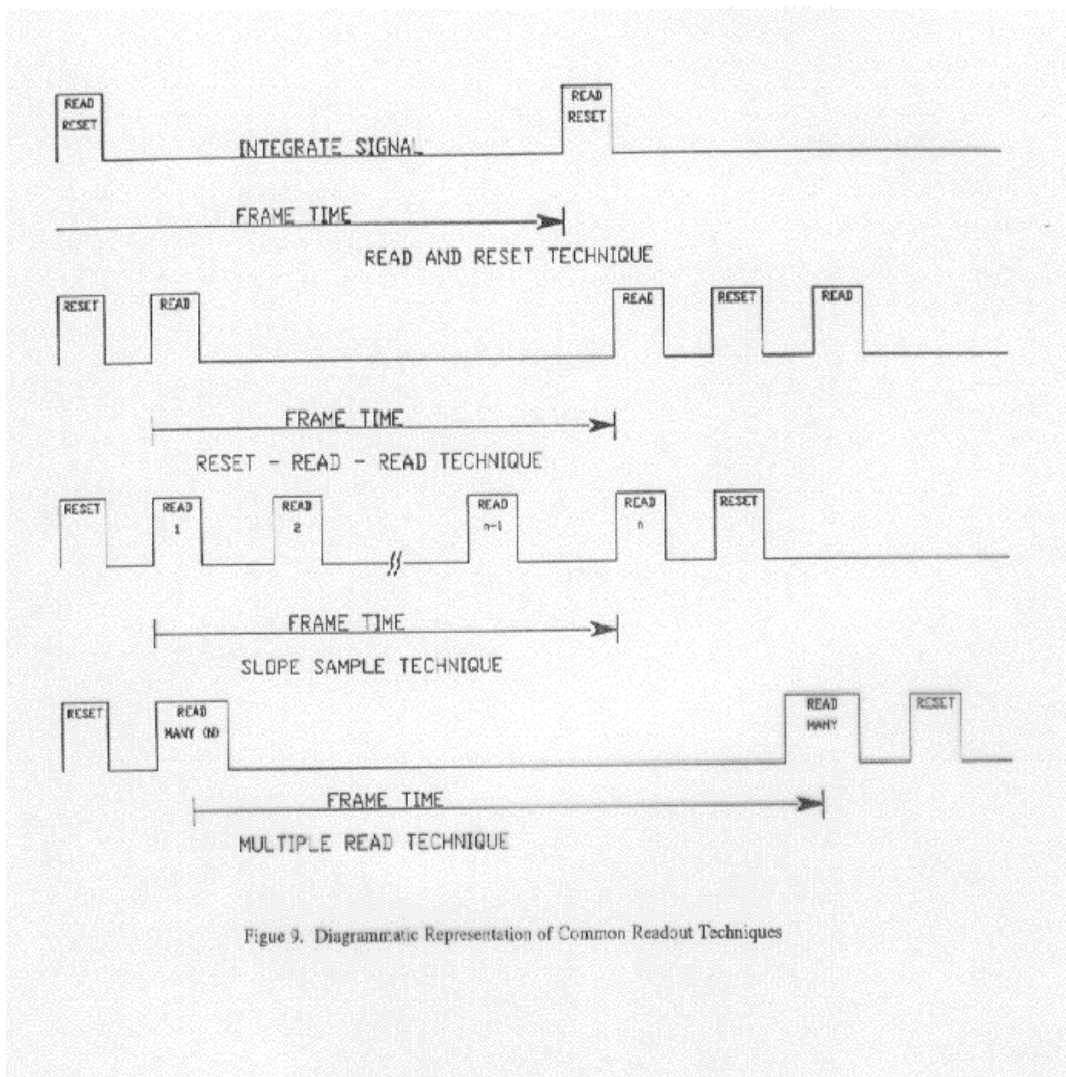 READ
RESET
READ
RESET
INTEGRATE SIGNAL
FRAME TIME
READ AND RESET TECHNIQUE
RESET
READ
READ
RESET
READ
FRAME TIME
RESET - READ - READ TECHNIQUE
RESET
READ
1
READ
2
READ
n-1
READ
n
RESET
FRAME TIME
SLOPE SAMPLE TECHNIQUE
RESET
READ
MANY (N)
READ
MANY
RESET
FRAME TIME
MULTIPLE READ TECHNIQUE
Figue 9. Diagrammatic Representation of Common Readout Techniques